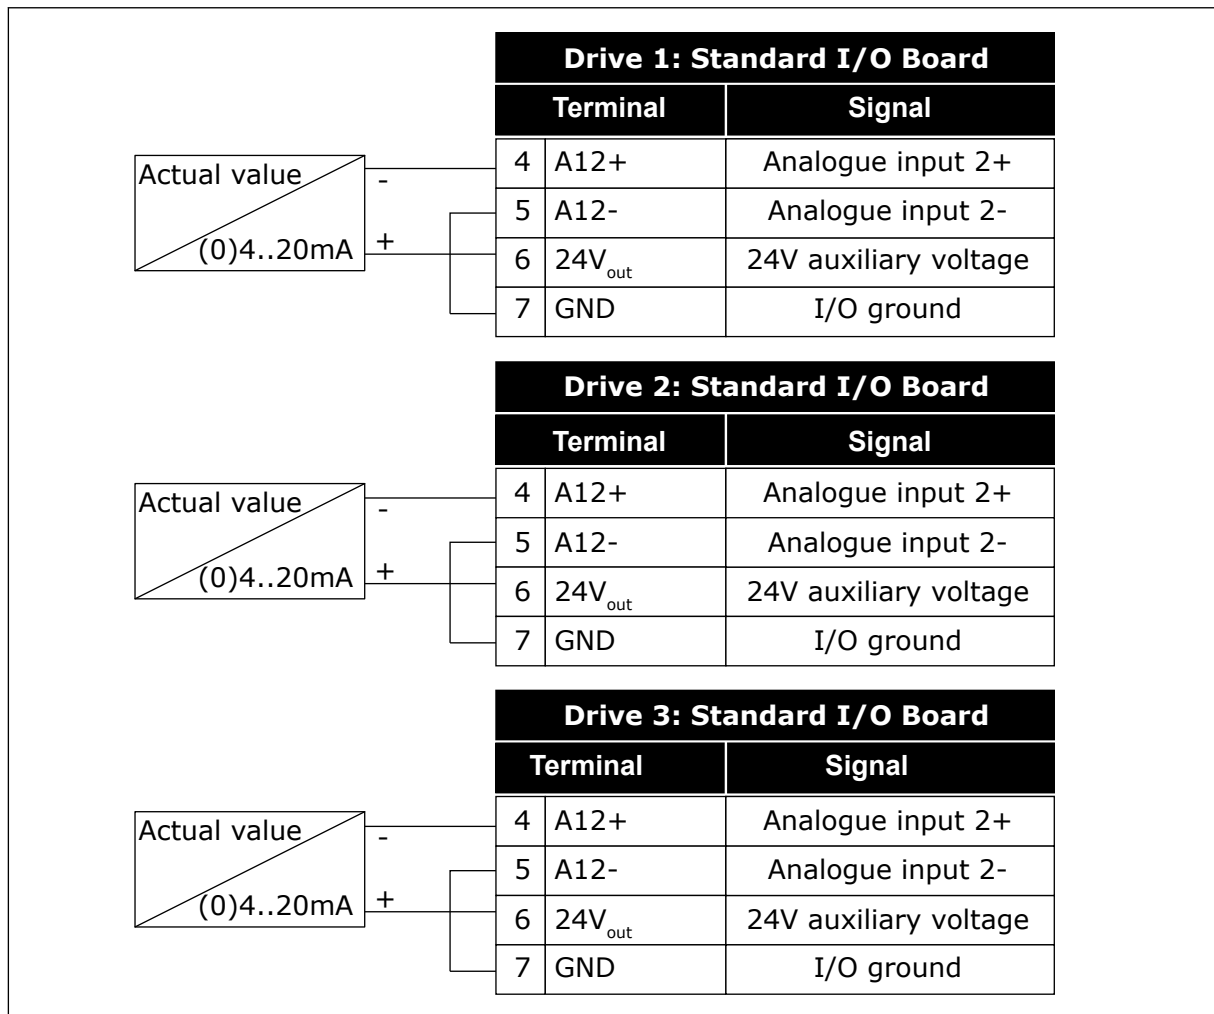 Drive 1: Standard I/O Board
Terminal Signal
Actual value - 4 A12+ Analogue input 2+
5 A12- Analogue input 2-
(0)4..20mA + 6 24Vout 24V auxiliary voltage
7 GND I/O ground
Drive 2: Standard I/O Board
Terminal Signal
Actual value - 4 A12+ Analogue input 2+
5 A12- Analogue input 2-
(0)4..20mA + 6 24Vout 24V auxiliary voltage
7 GND I/O ground
Drive 3: Standard I/O Board
Terminal Signal
Actual value - 4 A12+ Analogue input 2+
5 A12- Analogue input 2-
(0)4..20mA + 6 24Vout 24V auxiliary voltage
7 GND I/O ground